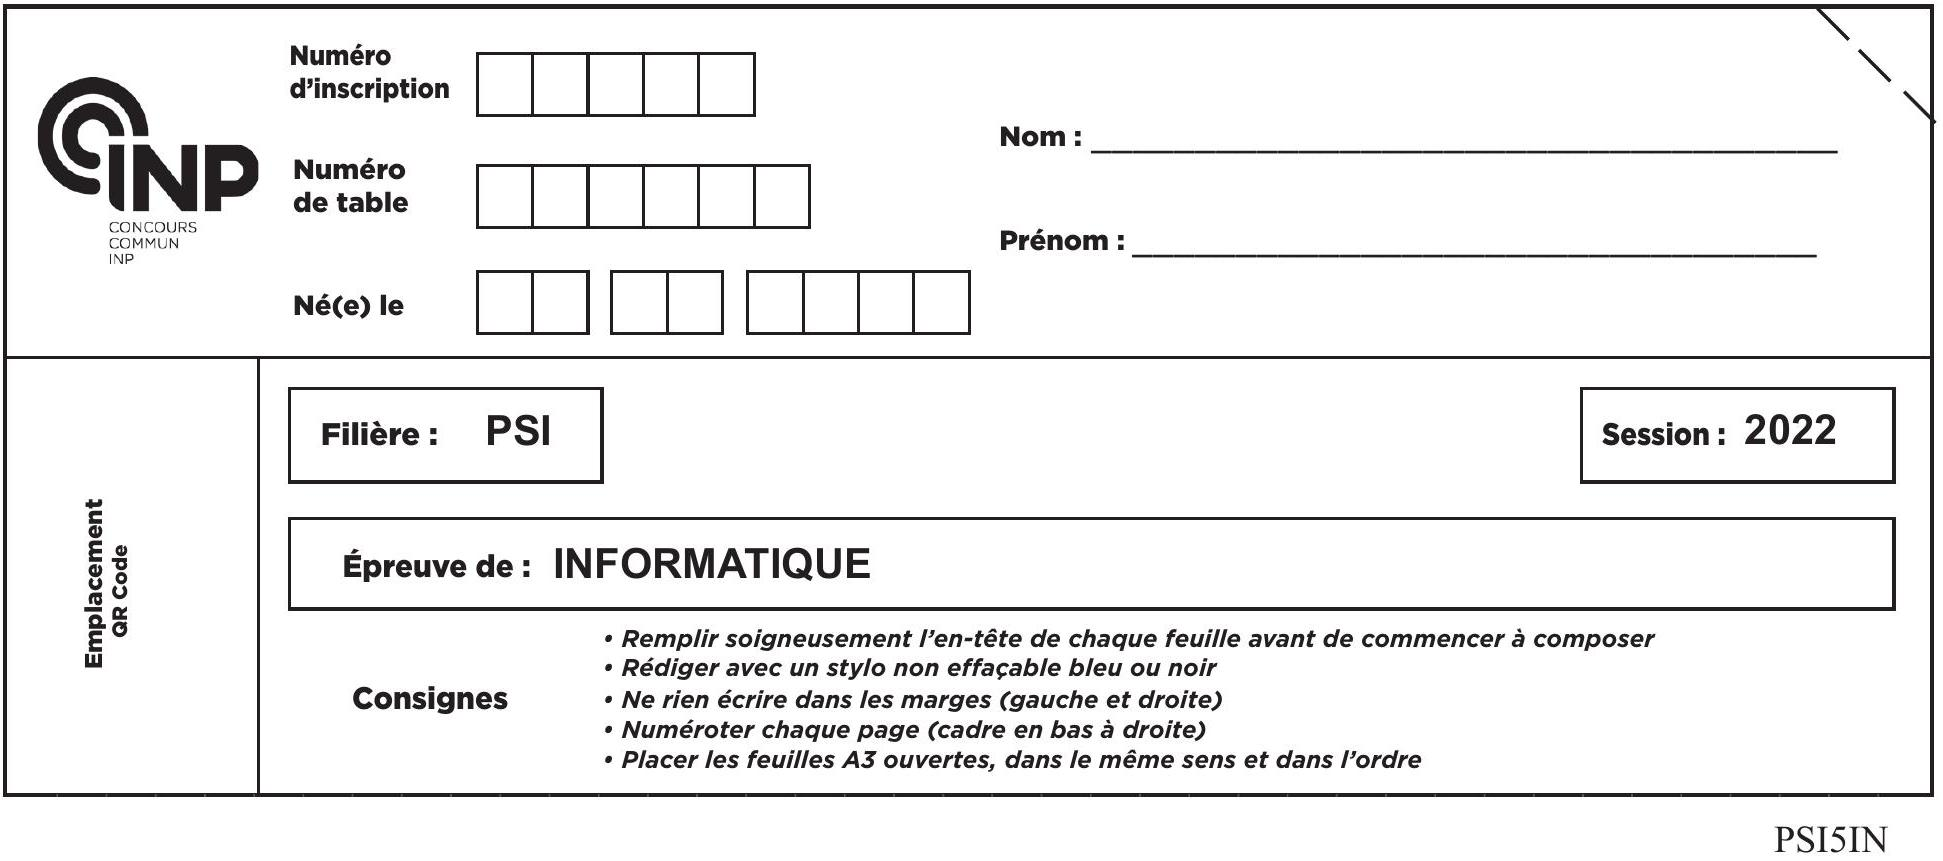 Numéro
d'inscription
Numéro
de table
Né(e) le
Nom :
Prénom :
INP
CONCOURS
COMMUN
INP
Emplacement
QR Code
Filière : PSI
Session : 2022
Épreuve de : INFORMATIQUE
Consignes
• Remplir soigneusement l'en-tête de chaque feuille avant de commencer à composer
• Rédiger avec un stylo non effaçable bleu ou noir
• Ne rien écrire dans les marges (gauche et droite)
• Numéroter chaque page (cadre en bas à droite)
• Placer les feuilles A3 ouvertes, dans le même sens et dans l'ordre
PSI5IN